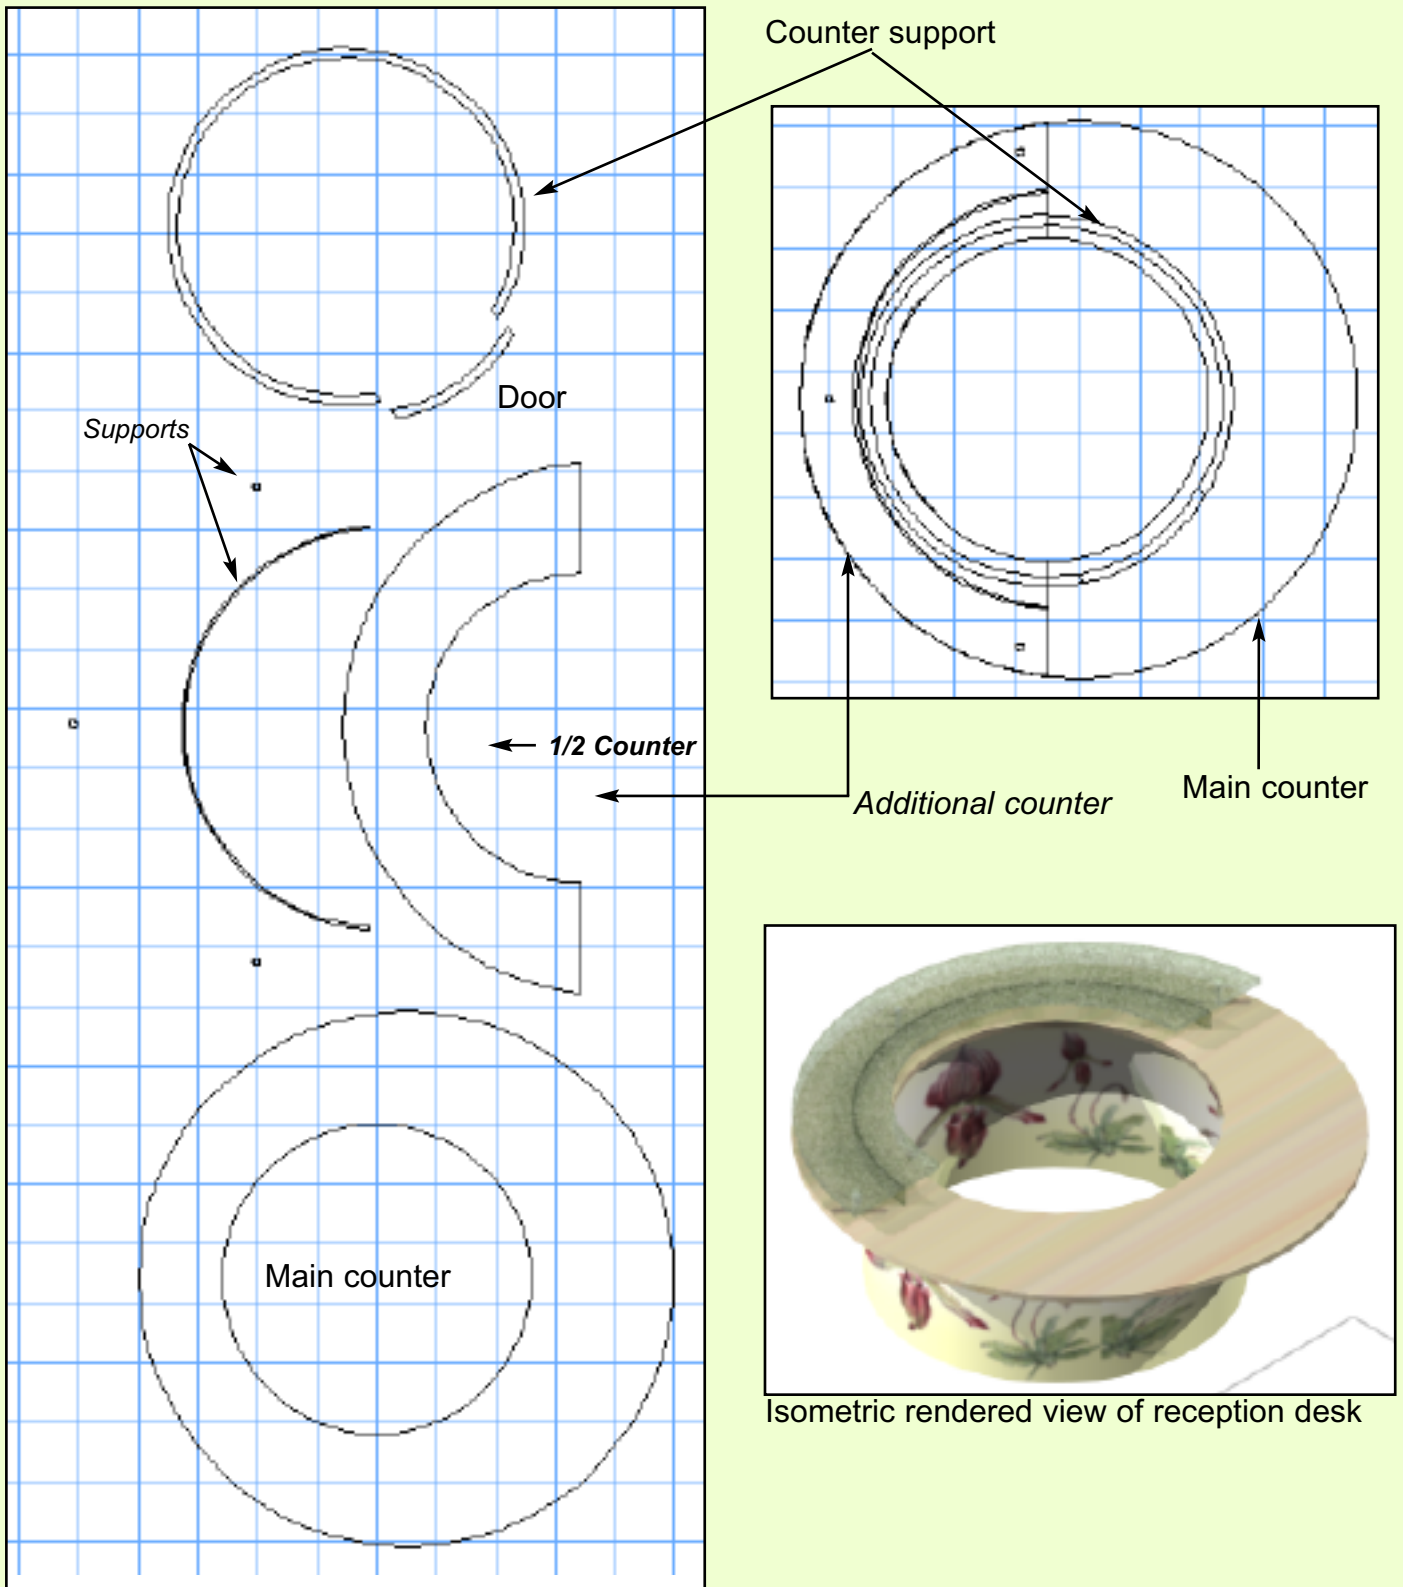 Counter support
Door
Supports
1/2 Counter
Additional counter
Main counter
Main counter
Isometric rendered view of reception desk